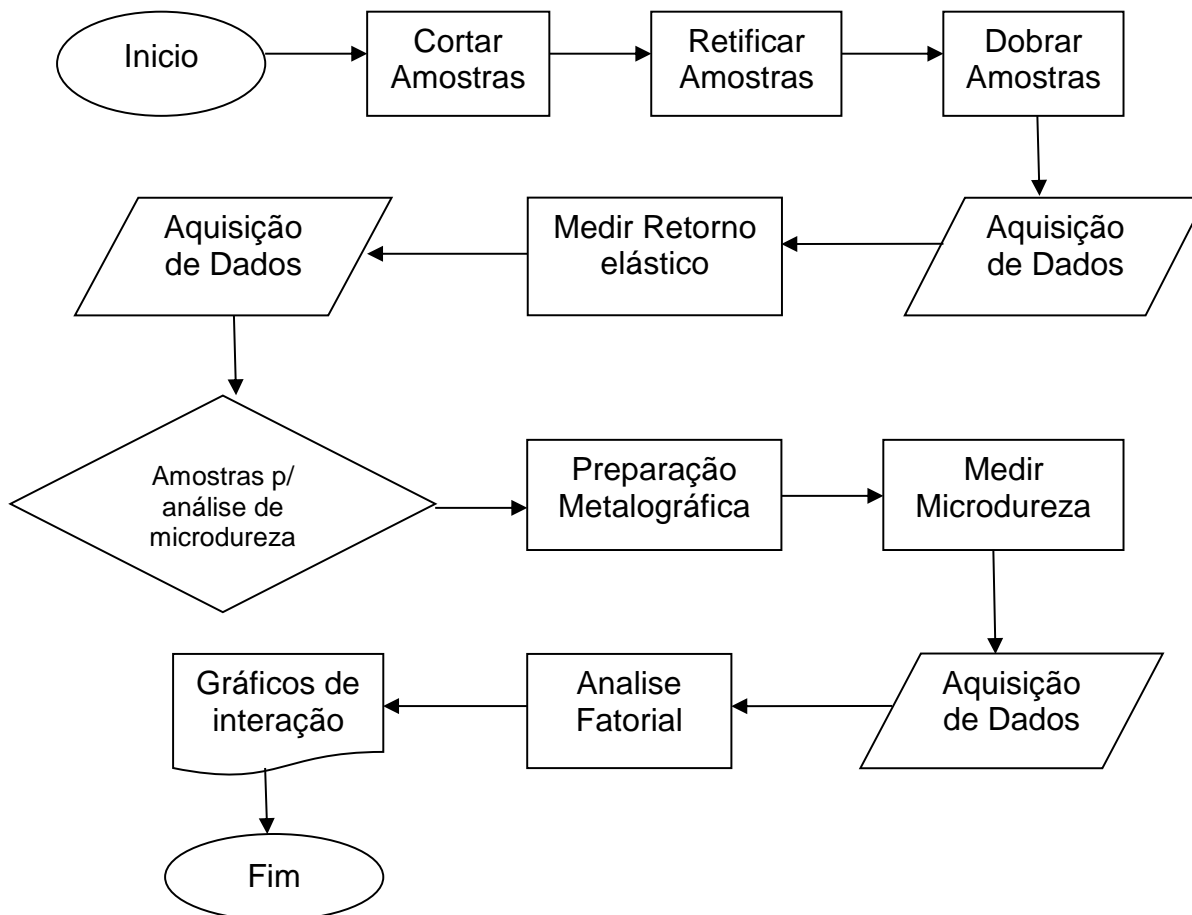 Inicio
Cortar
Amostras
Retificar
Amostras
Dobrar
Amostras
Aquisição
de Dados
Medir Retorno
elástico
Aquisição
de Dados
Amostras p/
análise de
microdureza
Preparação
Metalográfica
Medir
Microdureza
Aquisição
de Dados
Analise
Fatorial
Gráficos de
interação
Fim